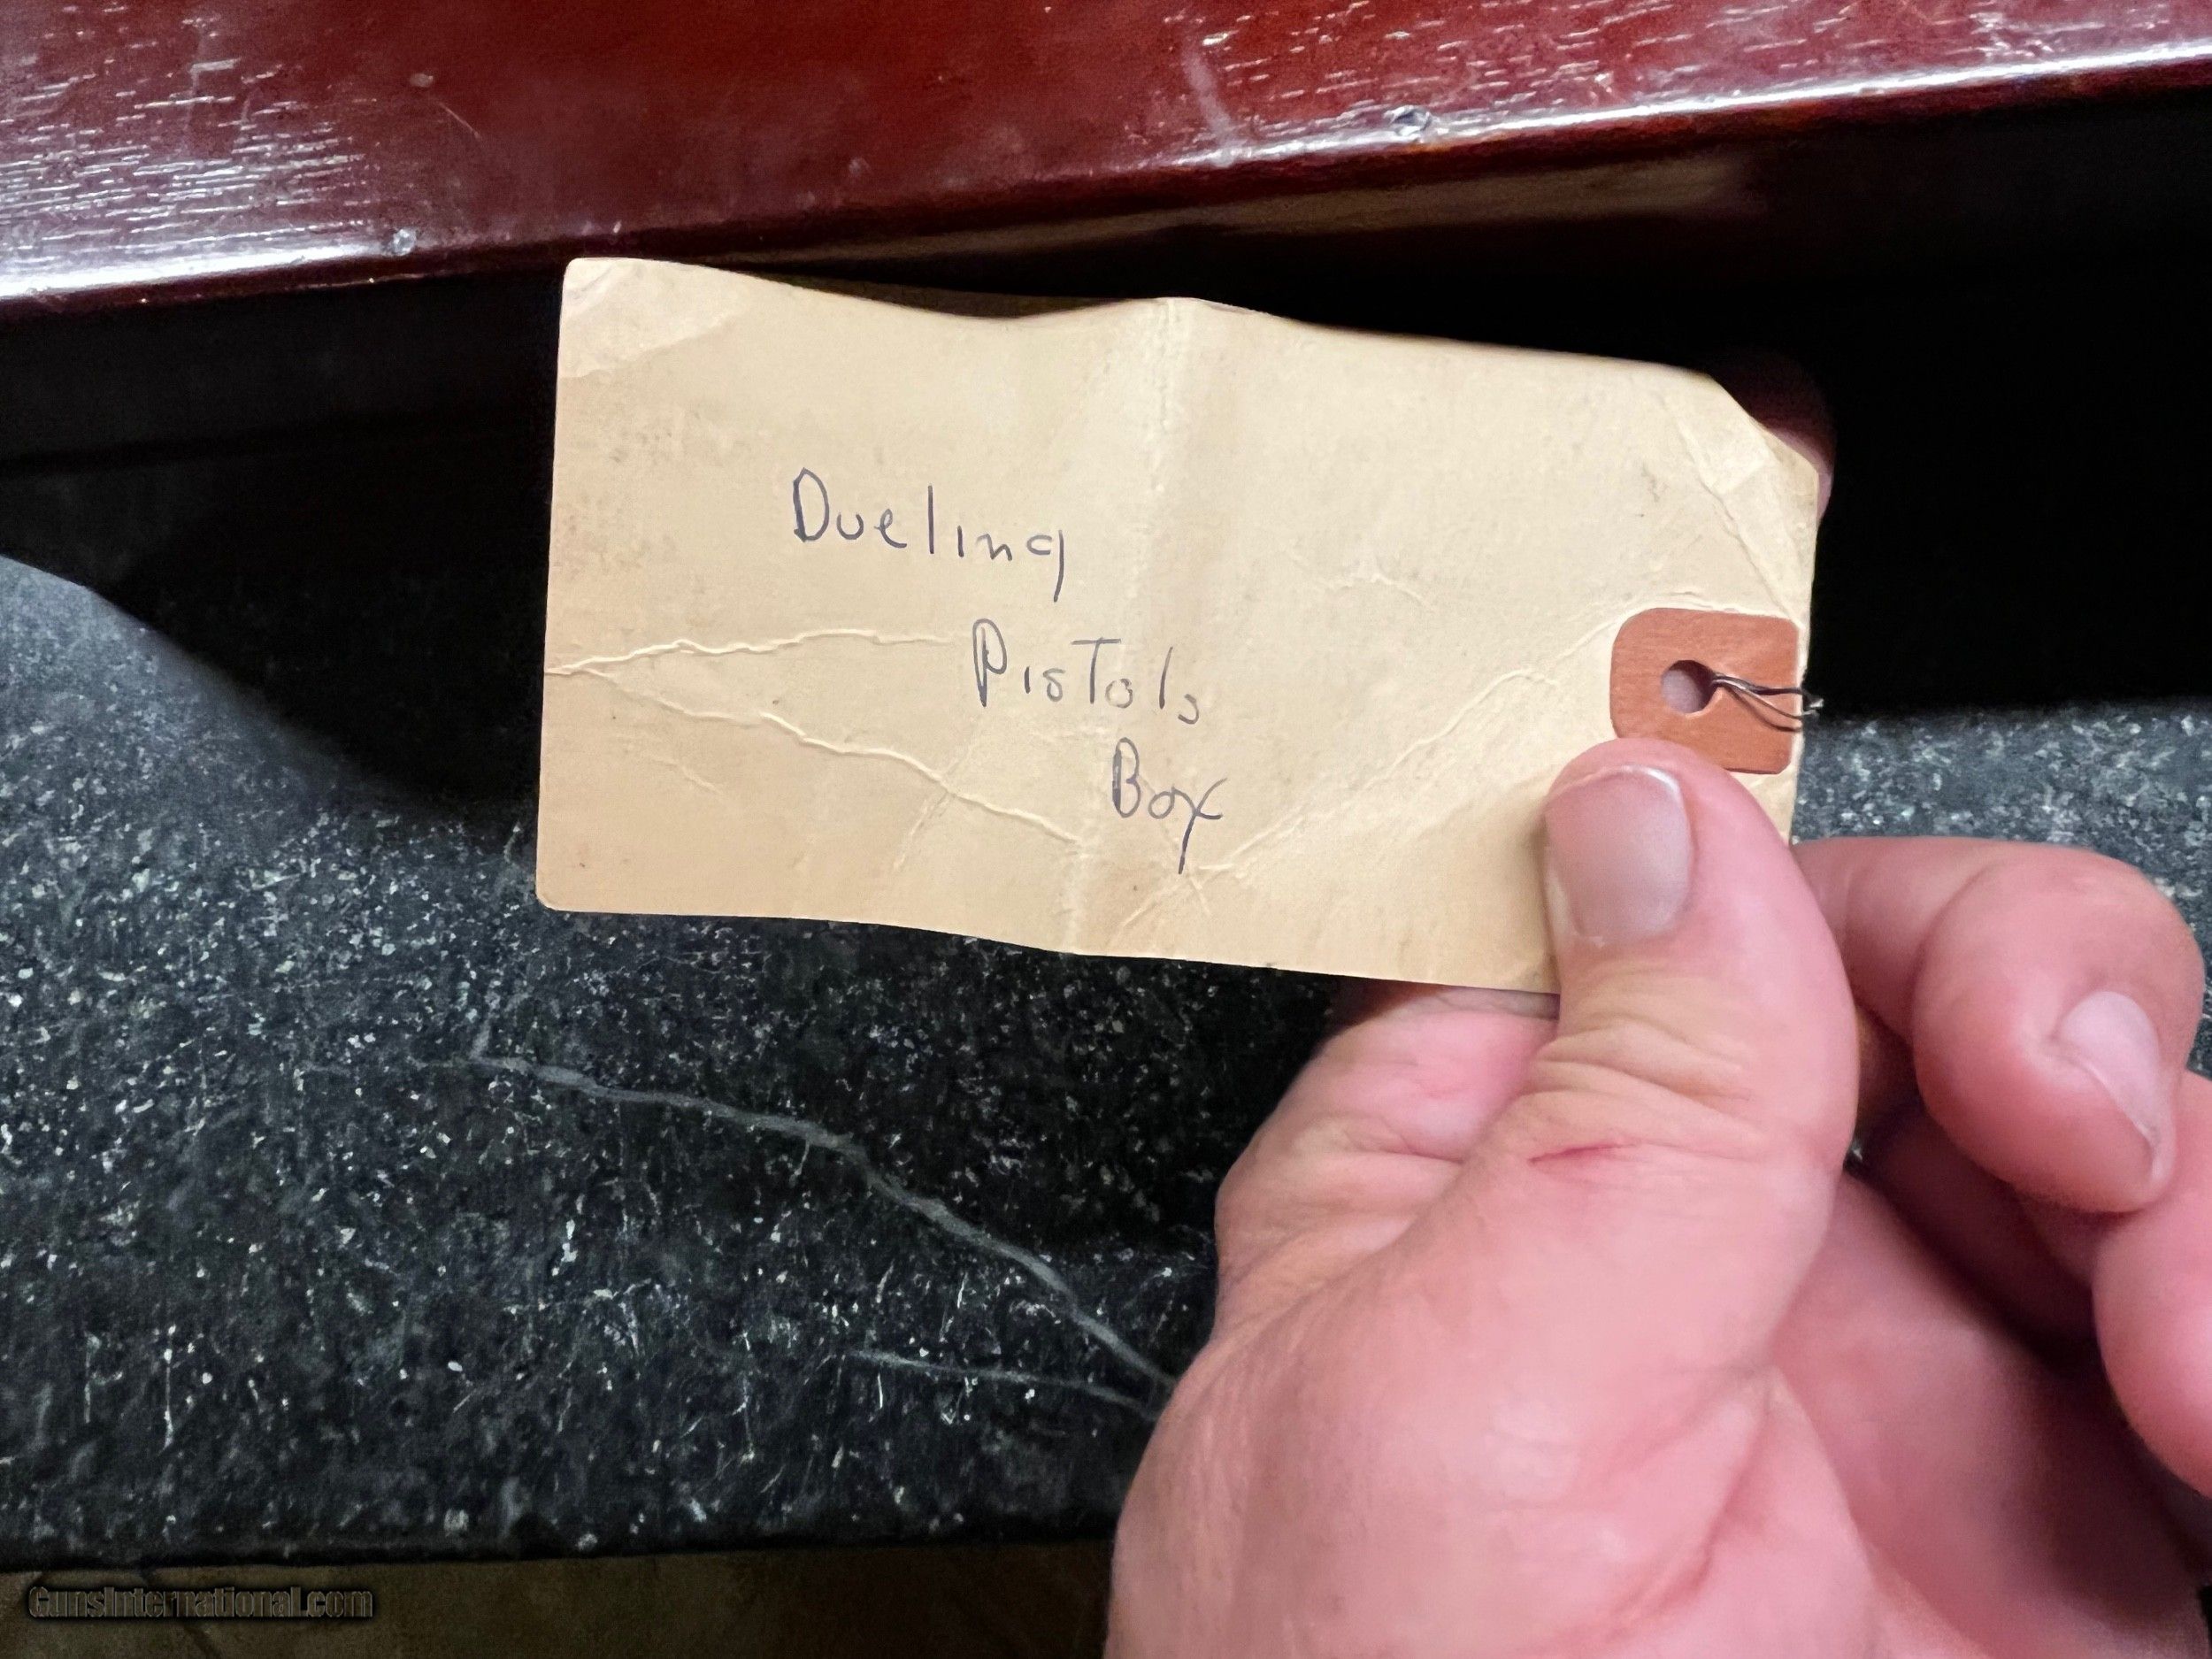 Dueling
Pistols
Box
GunsInternational.com